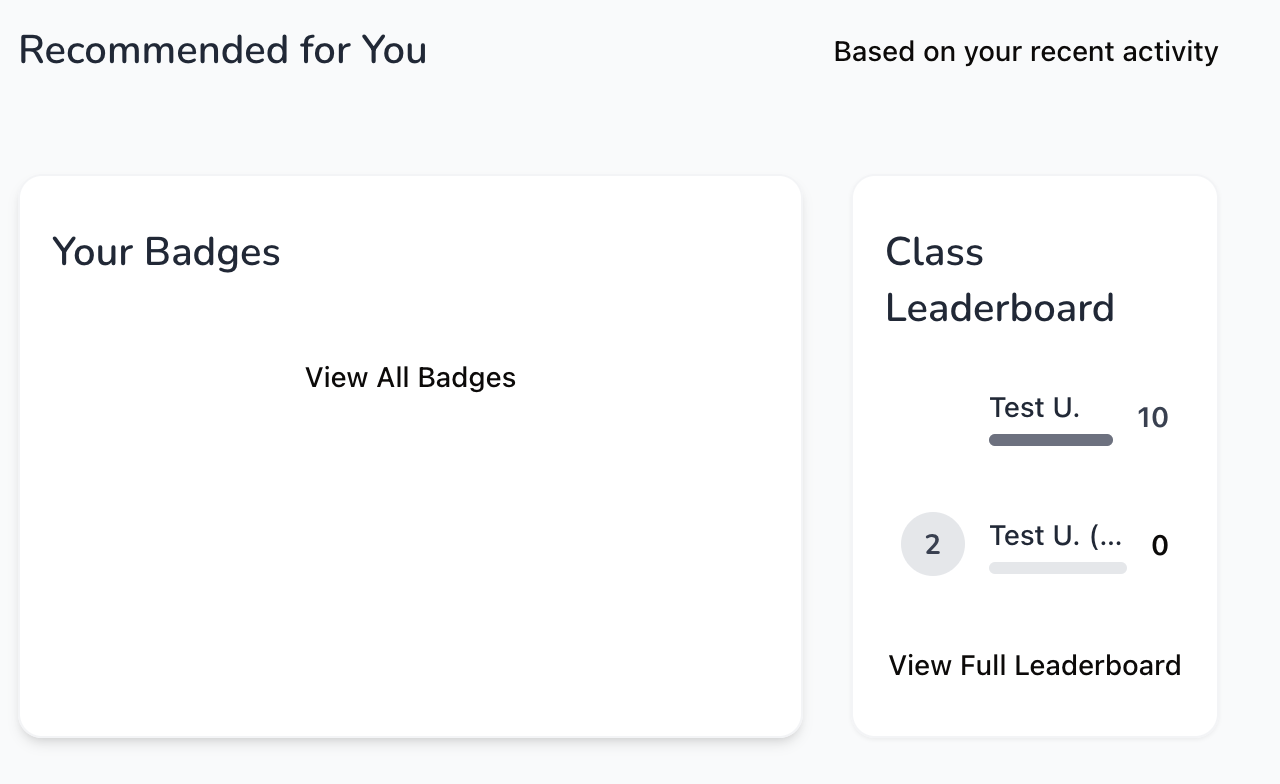 Recommended for You
Based on your recent activity
Your Badges
View All Badges
Class
Leaderboard
Test U.
10
2
Test U. (...
0
View Full Leaderboard